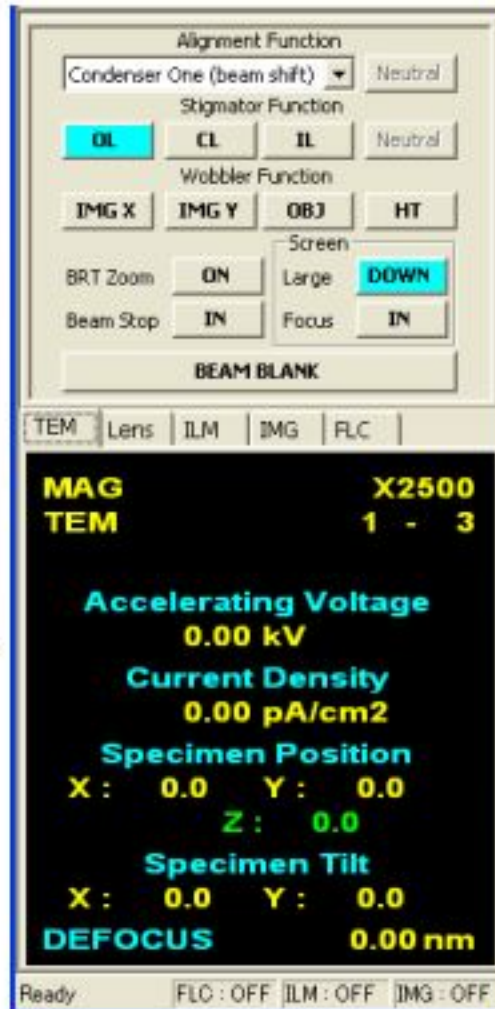 Alignment Function
Condenser One (beam shift) Neutral
Stigmator Function
OL CL IL Neutral
Wobbler Function
IMG X IMG Y OBJ HT
Screen
BRT Zoom ON Large DOWN
Beam Stop IN Focus IN
BEAM BLANK
TEM Lens ILM IMG FLC
MAG X2500
TEM 1 - 3
Accelerating Voltage
0.00 kV
Current Density
0.00 pA/cm2
Specimen Position
X : 0.0 Y : 0.0
Z : 0.0
Specimen Tilt
X : 0.0 Y : 0.0
DEFOCUS 0.00 nm
Ready FLC : OFF ILM : OFF IMG : OFF